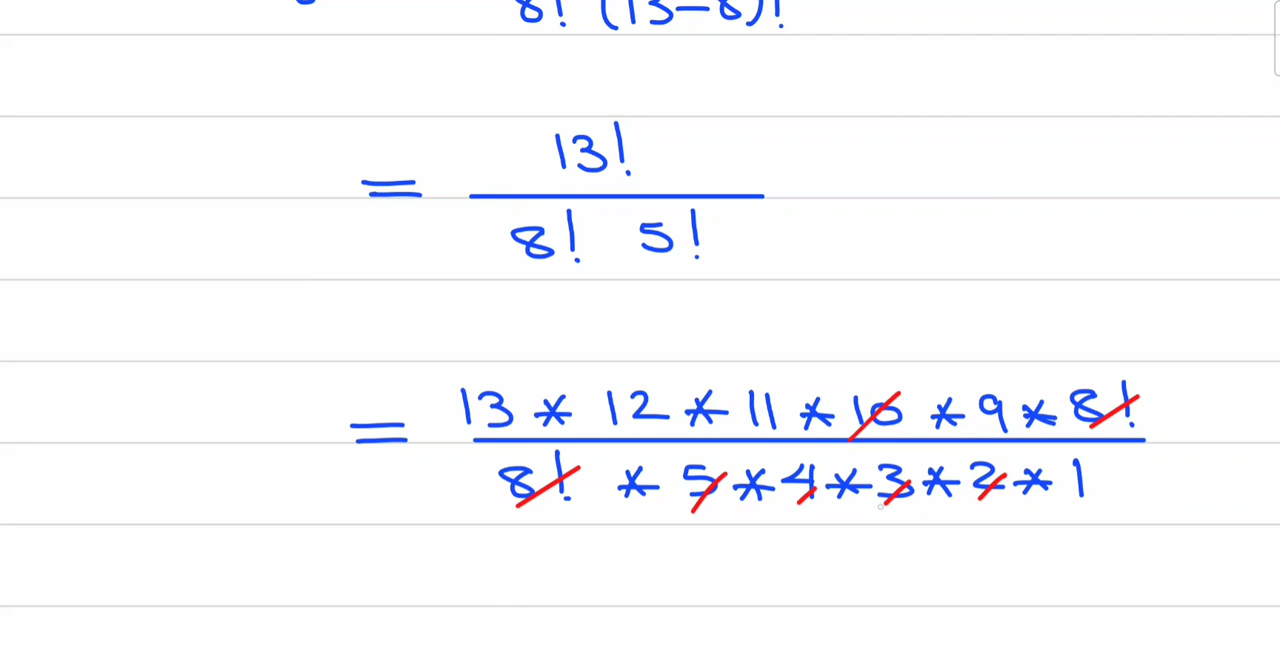 8! (13-8)!
= 13!
8! 5!
= 13 * 12 * 11 * 10 * 9 * 8!
8! * 5 * 4 * 3 * 2 * 1